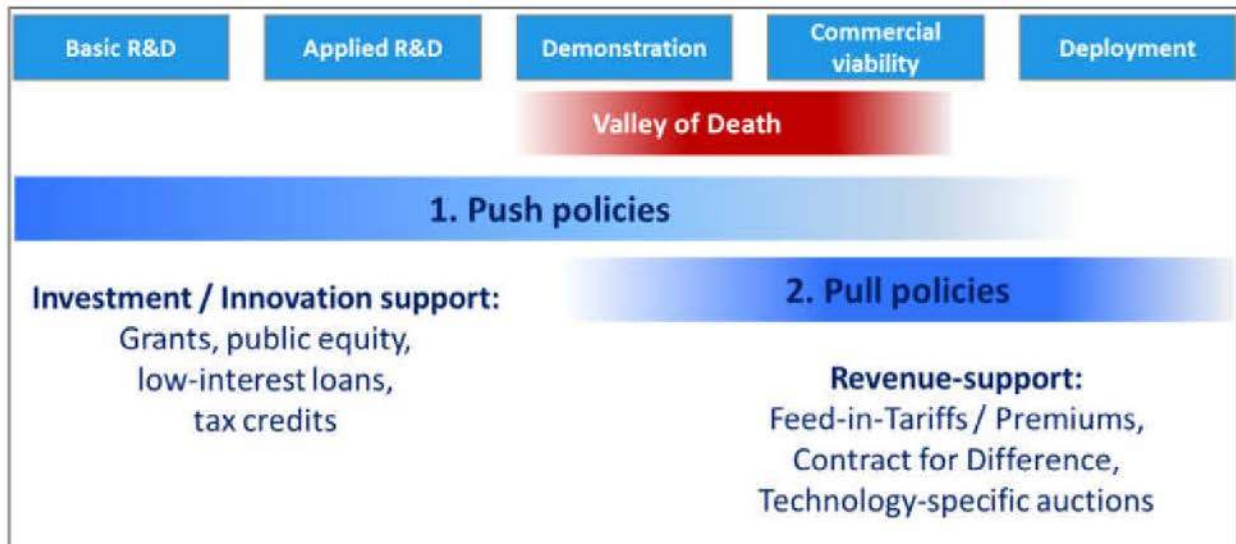 Basic R&D
Applied R&D
Demonstration
Commercial
viability
Deployment
Valley of Death
1. Push policies
2. Pull policies
Investment / Innovation support:
Grants, public equity,
low-interest loans,
tax credits
Revenue-support:
Feed-in-Tariffs / Premiums,
Contract for Difference,
Technology-specific auctions